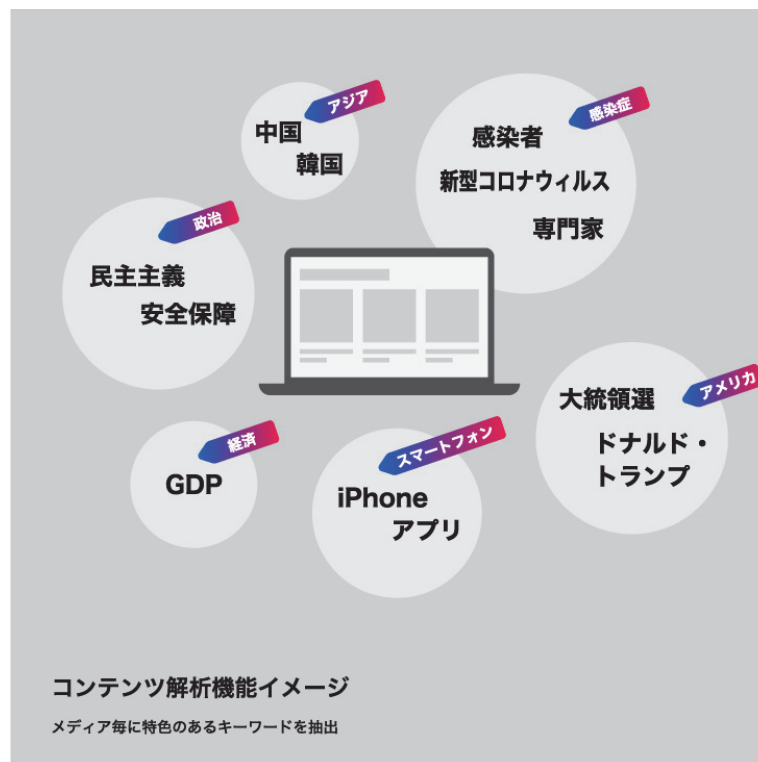 アジア
中国
韓国
感染症
感染者
新型コロナウィルス
専門家
政治
民主主義
安全保障
アメリカ
大統領選
ドナルド・
トランプ
経済
GDP
スマートフォン
iPhone
アプリ
コンテンツ解析機能イメージ
メディア毎に特色のあるキーワードを抽出